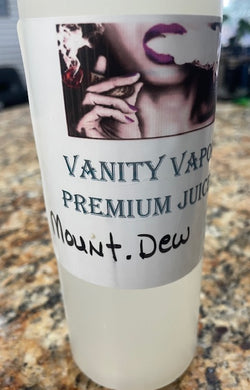 VANITY VAPO
PREMIUM JUIC
Mount. Dew